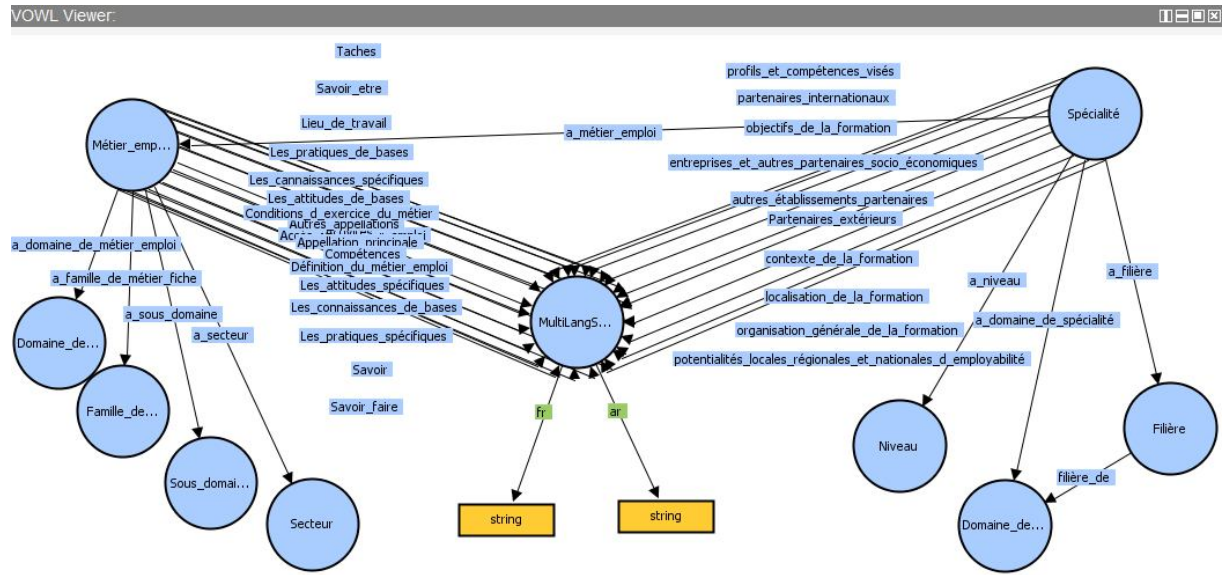 VOWL Viewer:
Taches
Savoir_etre
Lieu_de_travail
Les_pratiques_de_bases
Les_cannaissances_spécifiques
Les_attitudes_de_bases
Conditions_d_exercice_du_métier
Autres_appellations
Appellation_principale
Compétences
Définition_du_métier_emploi
Les_attitudes_spécifiques
Les_connaissances_de_bases
Les_pratiques_spécifiques
Savoir
Savoir_faire
profils_et_compétences_visés
partenaires_internationaux
objectifs_de_la_formation
a_métier_emploi
entreprises_et_autres_partenaires_socio_économiques
autres_établissements_partenaires
Partenaires_extérieurs
contexte_de_la_formation
localisation_de_la_formation
organisation_générale_de_la_formation
potentialités_locales_régionales_et_nationales_d_employabilité
Métier_emp...
Spécialité
MultiLangS...
a_domaine_de_métier_emploi
a_famille_de_métier_fiche
a_sous_domaine
a_secteur
Domaine_de...
Famille_de...
Sous_domai...
Secteur
fr
ar
string
string
a_niveau
a_filière
a_domaine_de_spécialité
Niveau
Filière
filière_de
Domaine_de...